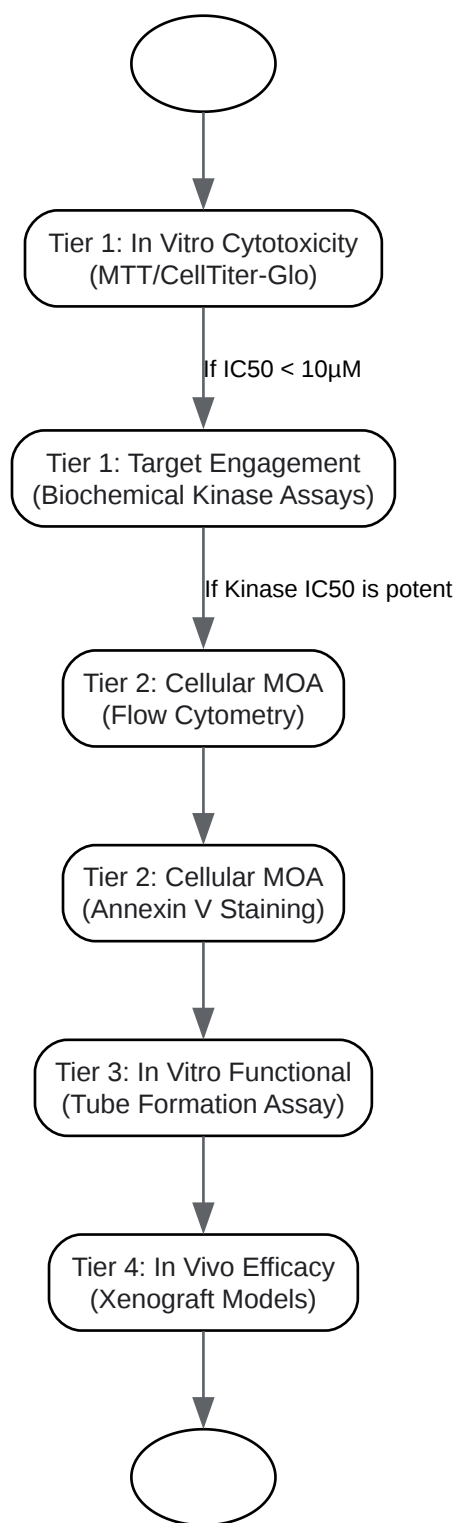 Tier 1: In Vitro Cytotoxicity
(MTT/CellTiter-Glo)
If IC50 < 10µM
Tier 1: Target Engagement
(Biochemical Kinase Assays)
If Kinase IC50 is potent
Tier 2: Cellular MOA
(Flow Cytometry)
Tier 2: Cellular MOA
(Annexin V Staining)
Tier 3: In Vitro Functional
(Tube Formation Assay)
Tier 4: In Vivo Efficacy
(Xenograft Models)